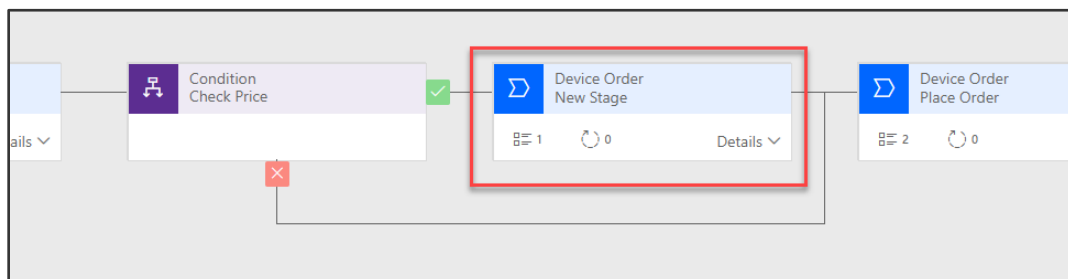 ails
Condition
Check Price
Device Order
New Stage
1
0
Details
Device Order
Place Order
2
0